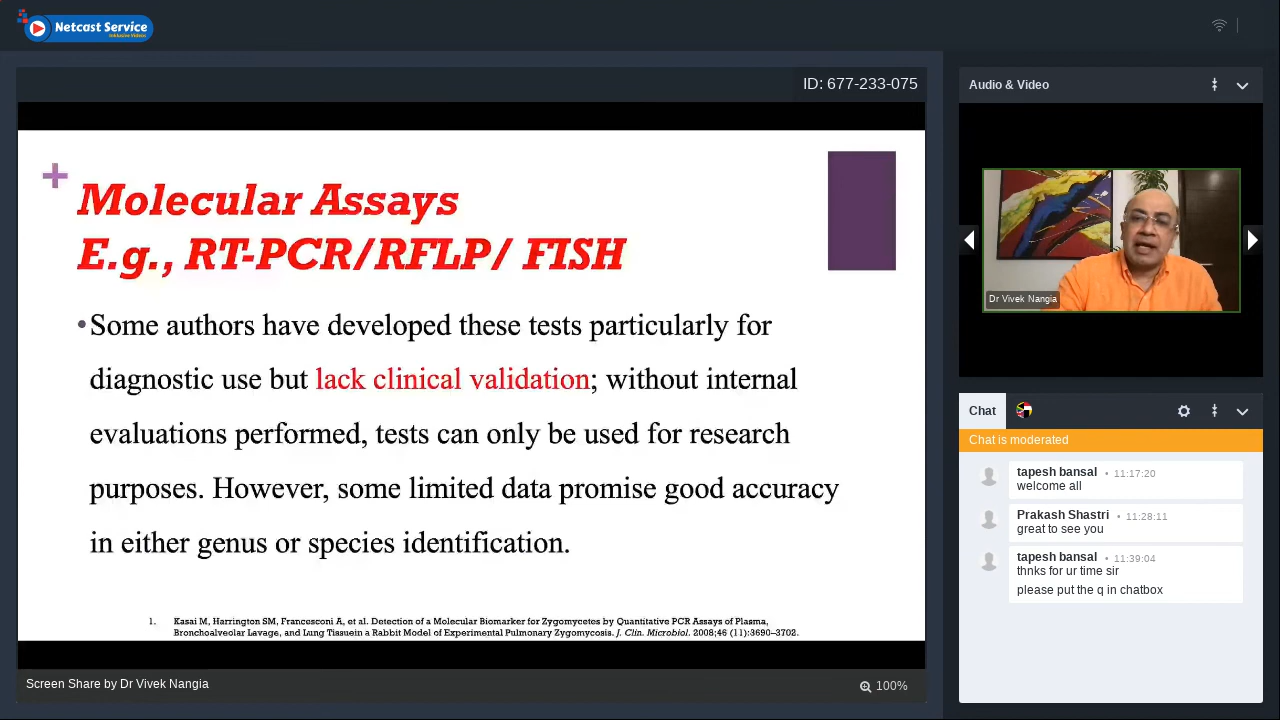 Netcast Service
Inklusive Videos
ID: 677-233-075
Molecular Assays
E.g., RT-PCR/RFLP/ FISH
•Some authors have developed these tests particularly for
diagnostic use but lack clinical validation; without internal
evaluations performed, tests can only be used for research
purposes. However, some limited data promise good accuracy
in either genus or species identification.
1. Kasai M, Harrington SM, Francesconi A, et al. Detection of a Molecular Biomarker for Zygomycetes by Quantitative PCR Assays of Plasma,
Bronchoalveolar Lavage, and Lung Tissuein a Rabbit Model of Experimental Pulmonary Zygomycosis. J. Clin. Microbiol. 2008;46 (11):3690–3702.
Screen Share by Dr Vivek Nangia
100%
Audio & Video
Dr Vivek Nangia
Chat
Chat is moderated
tapesh bansal • 11:17:20
welcome all
Prakash Shastri • 11:28:11
great to see you
tapesh bansal • 11:39:04
thnks for ur time sir
please put the q in chatbox